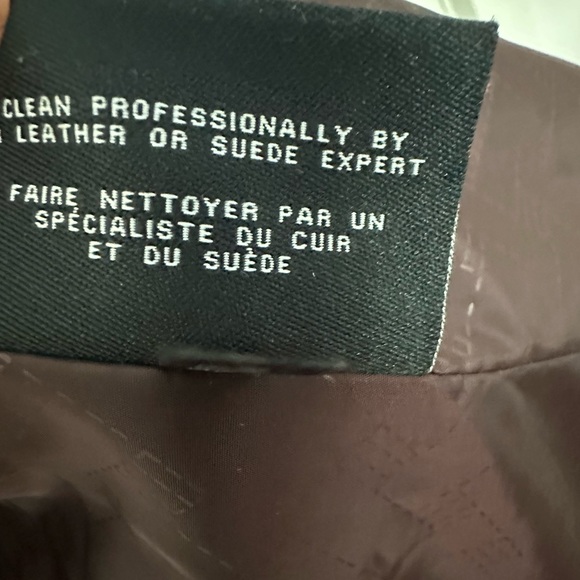 CLEAN PROFESSIONALLY BY
LEATHER OR SUEDE EXPERT
FAIRE NETTOYER PAR UN
SPÉCIALISTE DU CUIR
ET DU SUÈDE